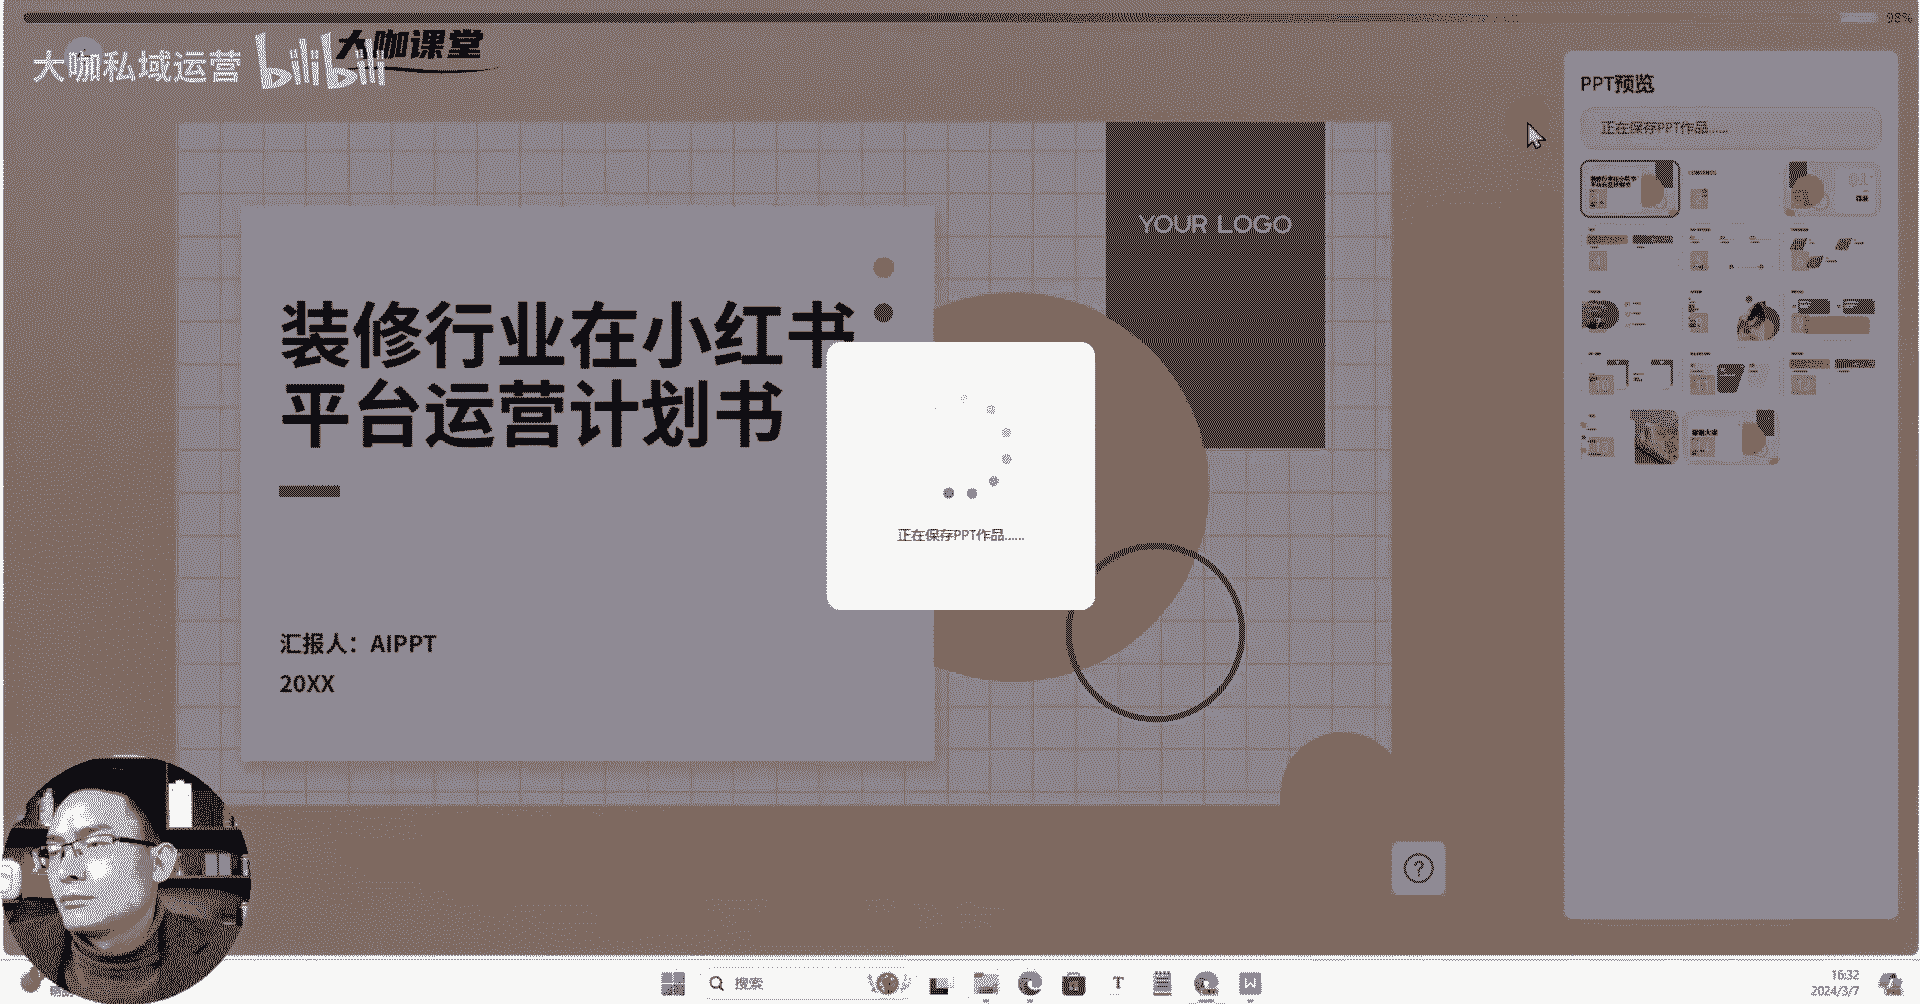 98%
大咖私域运营
bilibili
大咖课堂
PPT预览
正在保存PPT作品......
YOUR LOGO
装修行业在小红书
平台运营计划书
正在保存PPT作品......
汇报人：AIPPT
20XX
搜索
16:32
2024/3/7